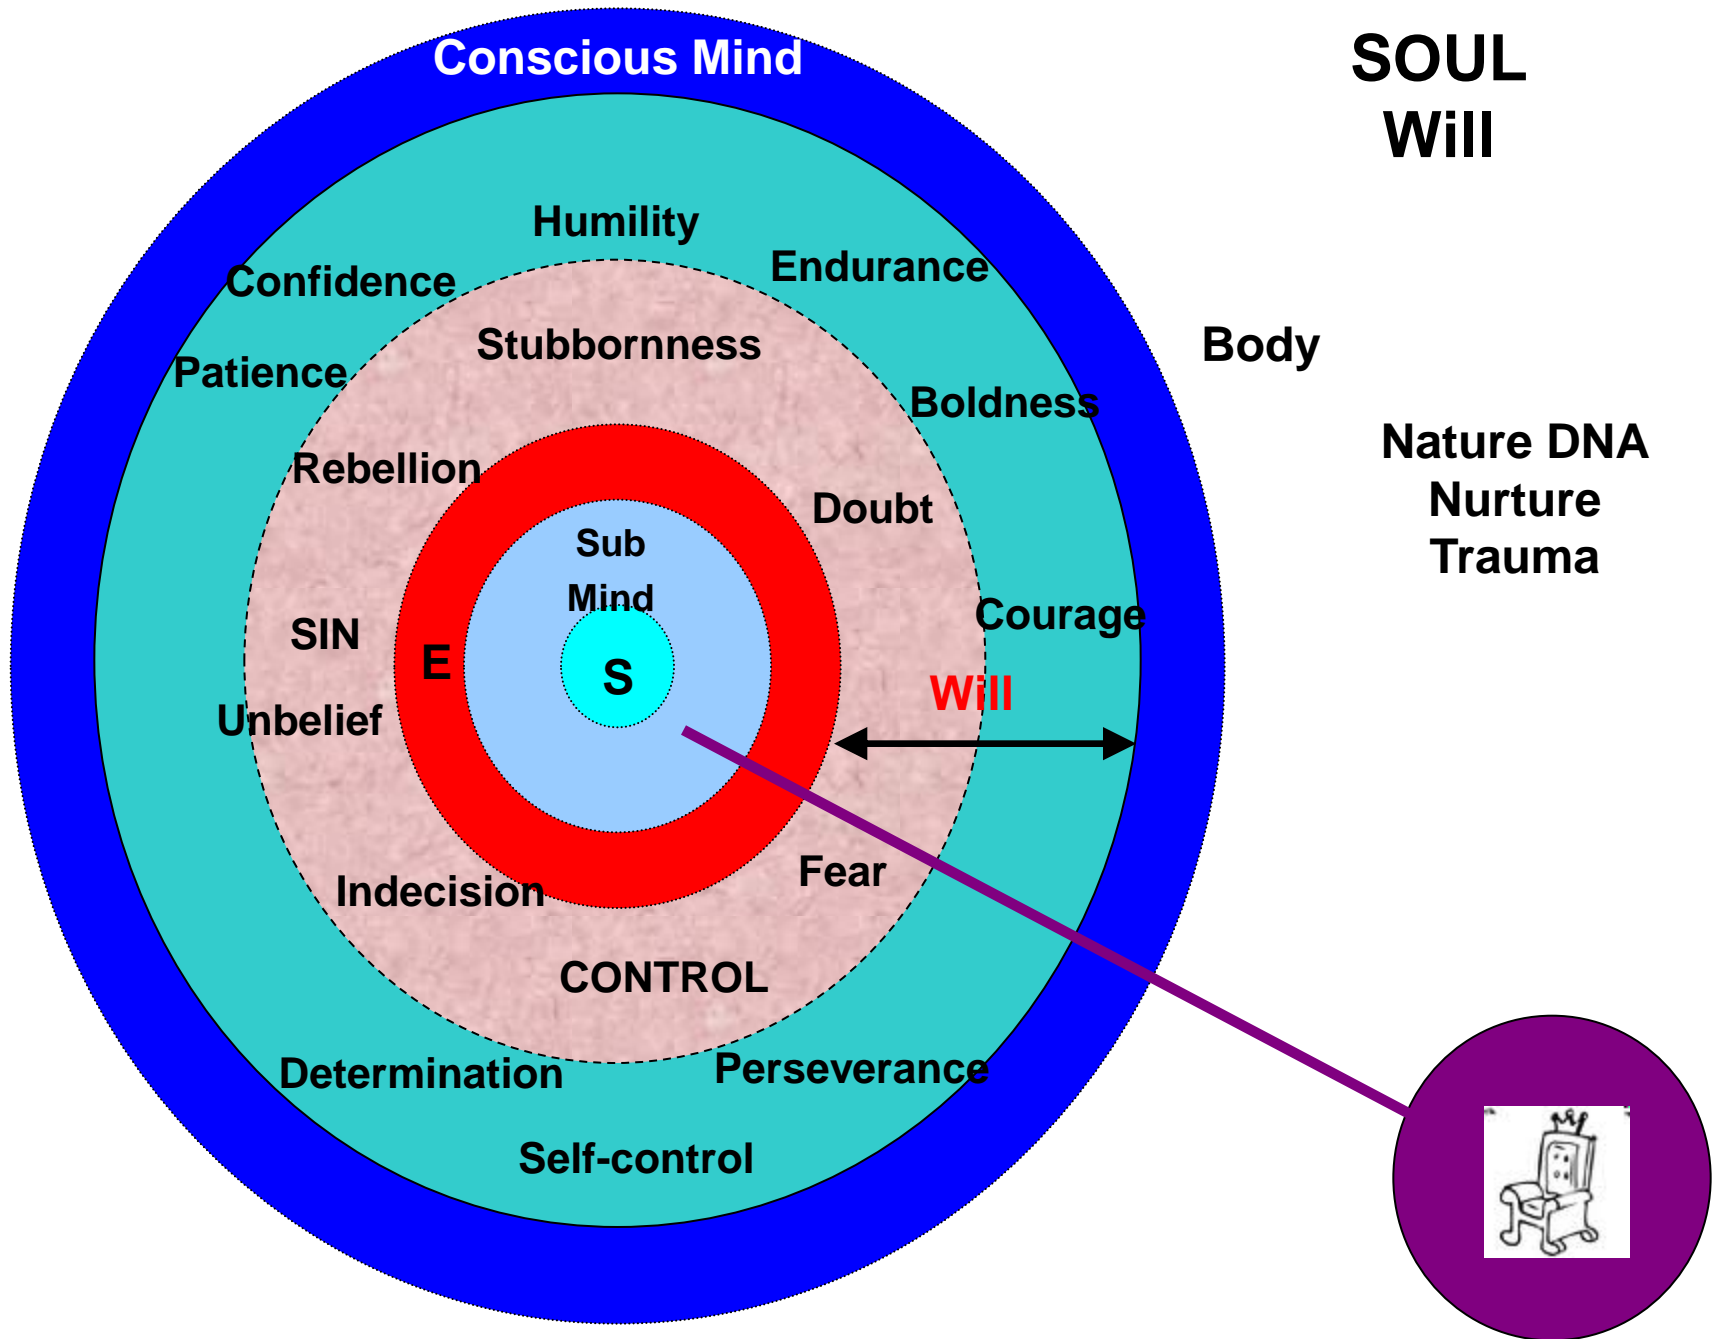 Conscious Mind
SOUL
Will
Humility
Endurance
Confidence
Stubbornness
Body
Patience
Boldness
Nature DNA
Rebellion
Nurture
Doubt
Sub
Trauma
Mind
Courage
SIN
E
S
Will
Unbelief
Fear
Indecision
CONTROL
Determination
Perseverance
Self-control